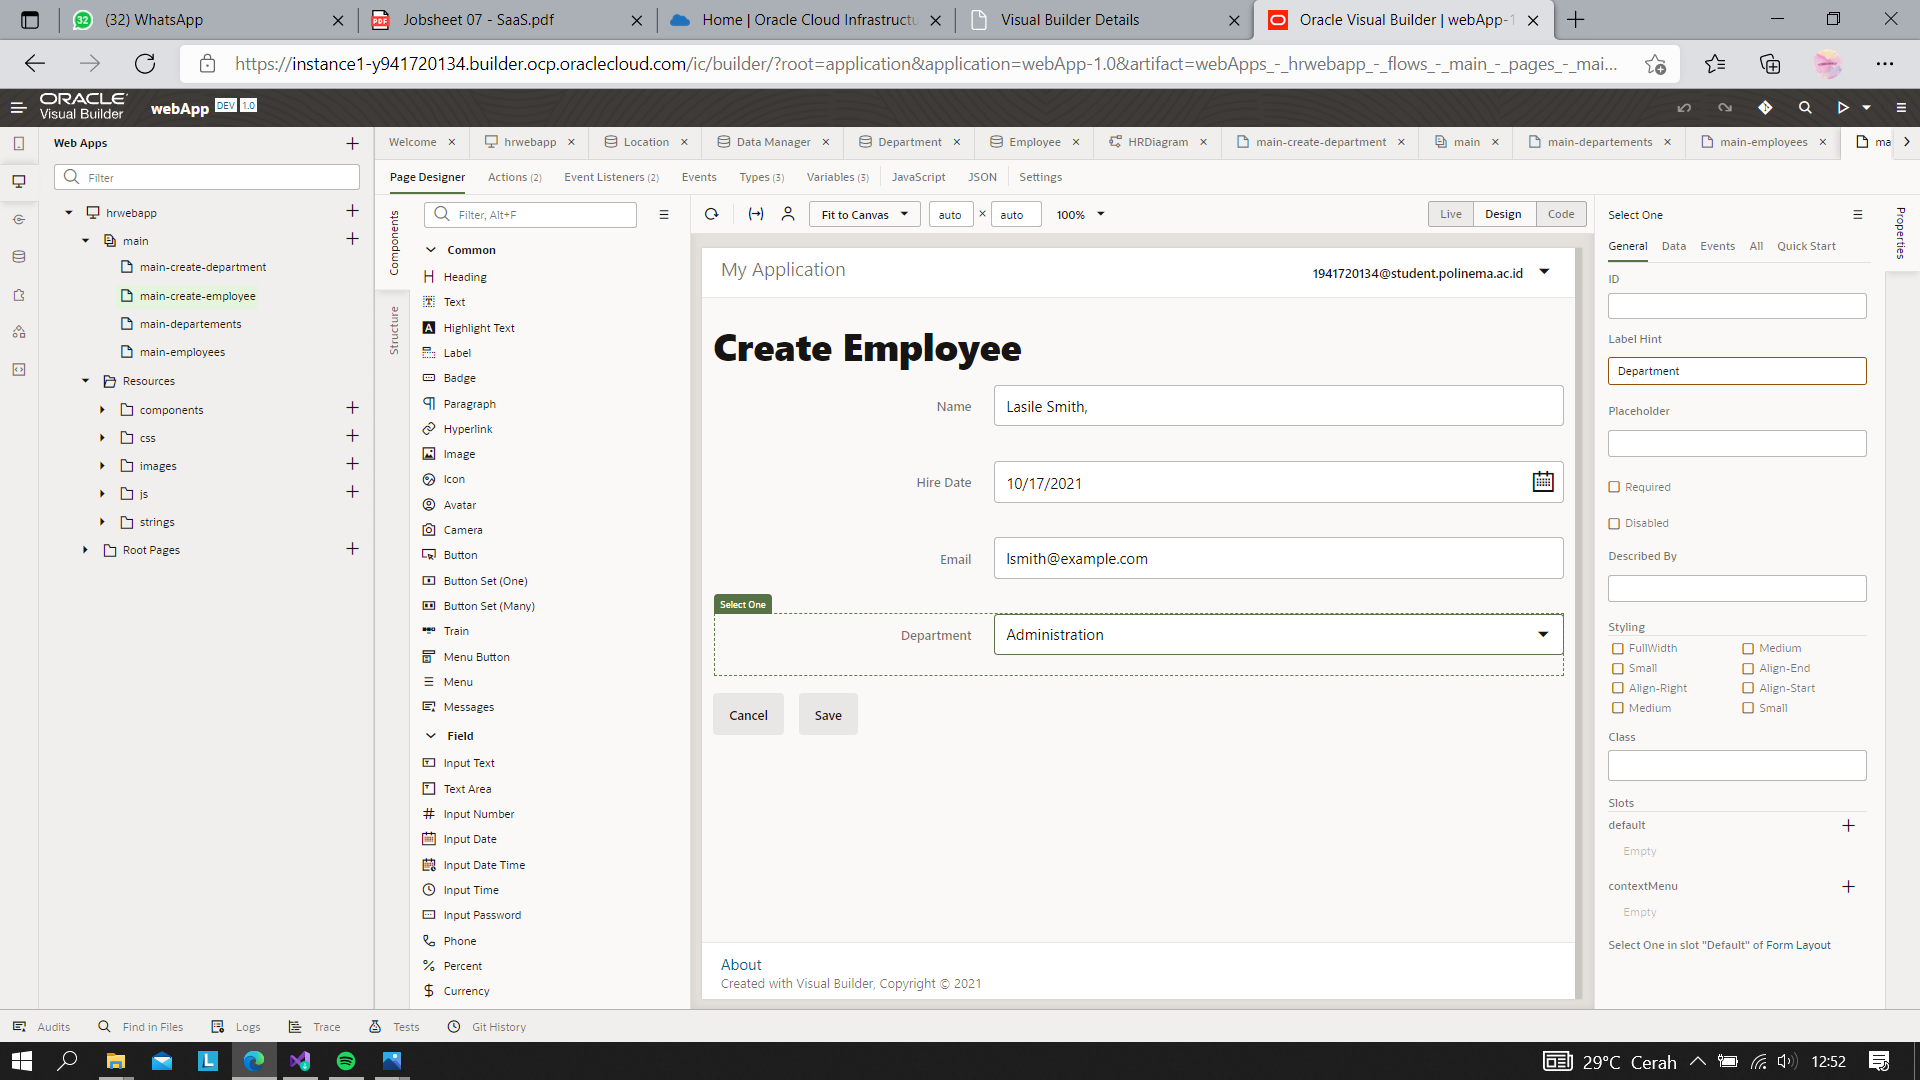 (32) WhatsApp
Jobsheet 07 - SaaS.pdf
Home | Oracle Cloud Infrastructu
Visual Builder Details
Oracle Visual Builder | webApp-1
https://instance1-y941720134.builder.ocp.oraclecloud.com/ic/builder/?root=application&application=webApp-1.0&artifact=webApps_-_hrwebapp_-_flows_-_main_-_pages_-_mai...
ORACLE
Visual Builder
webApp DEV 1.0
Web Apps
Filter
hrwebapp
main
main-create-department
main-create-employee
main-departements
main-employees
Resources
components
css
images
js
strings
Root Pages
Welcome
hrwebapp
Location
Data Manager
Department
Employee
HRDiagram
main-create-department
main
main-departements
main-employees
ma
Page Designer
Actions (2)
Event Listeners (2)
Events
Types (3)
Variables (3)
JavaScript
JSON
Settings
Components
Structure
Filter, Alt+F
Common
Heading
Text
Highlight Text
Label
Badge
Paragraph
Hyperlink
Image
Icon
Avatar
Camera
Button
Button Set (One)
Button Set (Many)
Train
Menu Button
Menu
Messages
Field
Input Text
Text Area
Input Number
Input Date
Input Date Time
Input Time
Input Password
Phone
Percent
Currency
Fit to Canvas
auto × auto
100%
Live
Design
Code
My Application
1941720134@student.polinema.ac.id
Create Employee
Name
Lasile Smith,
Hire Date
10/17/2021
Email
lsmith@example.com
Select One
Department
Administration
Cancel
Save
About
Created with Visual Builder, Copyright © 2021
Select One
General
Data
Events
All
Quick Start
Properties
ID
Label Hint
Department
Placeholder
Required
Disabled
Described By
Styling
FullWidth
Medium
Small
Align-End
Align-Right
Align-Start
Medium
Small
Class
Slots
default
Empty
contextMenu
Empty
Select One in slot "Default" of Form Layout
Audits
Find in Files
Logs
Trace
Tests
Git History
29°C Cerah
12:52